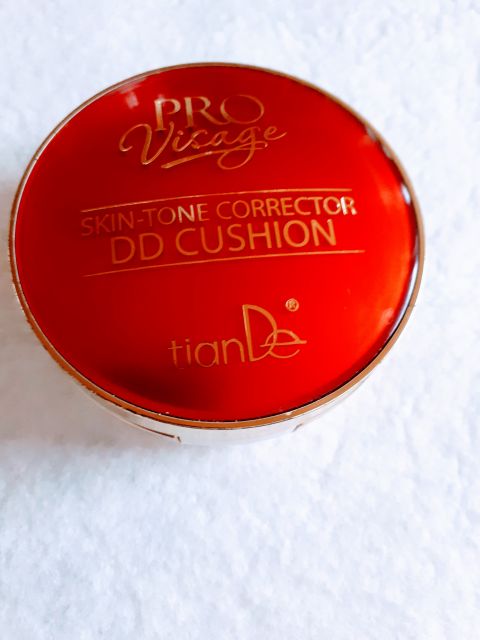 PRO
Visage
SKIN-TONE CORRECTOR
DD CUSHION
tianDe®